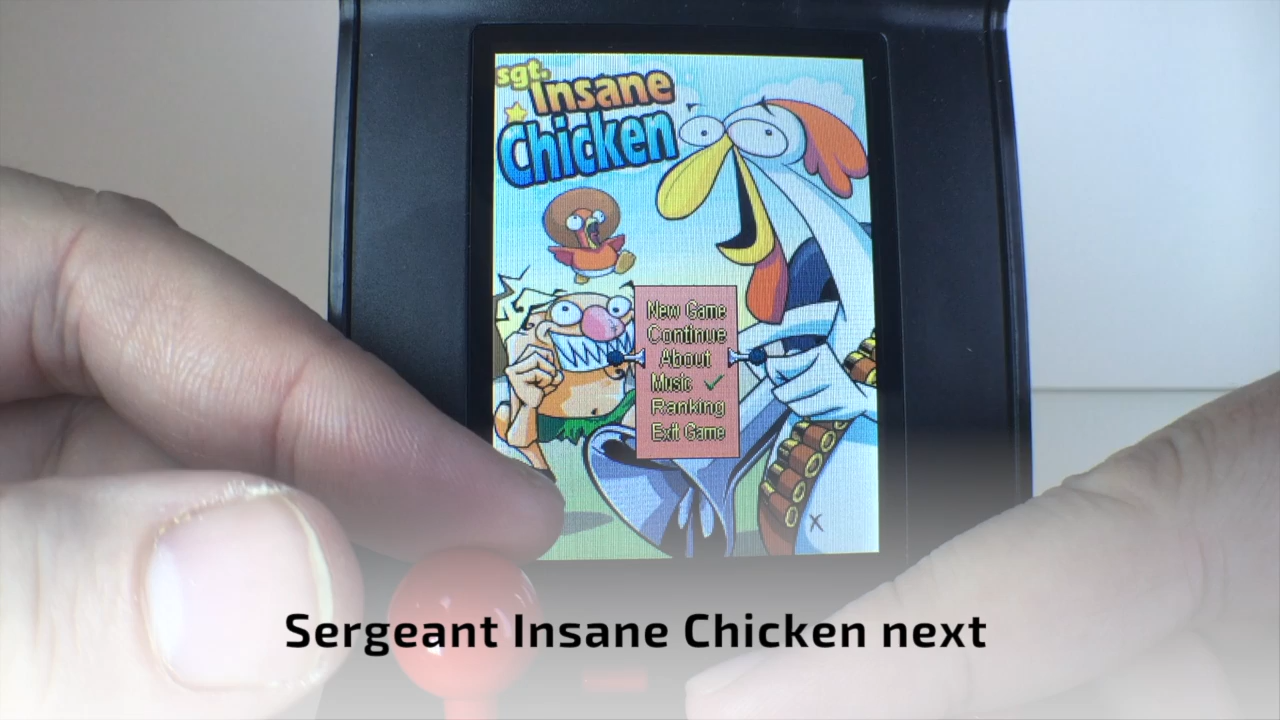 sgt.
Insane
Chicken
New Game
Continue
About
Music ✓
Ranking
Exit Game
Sergeant Insane Chicken next